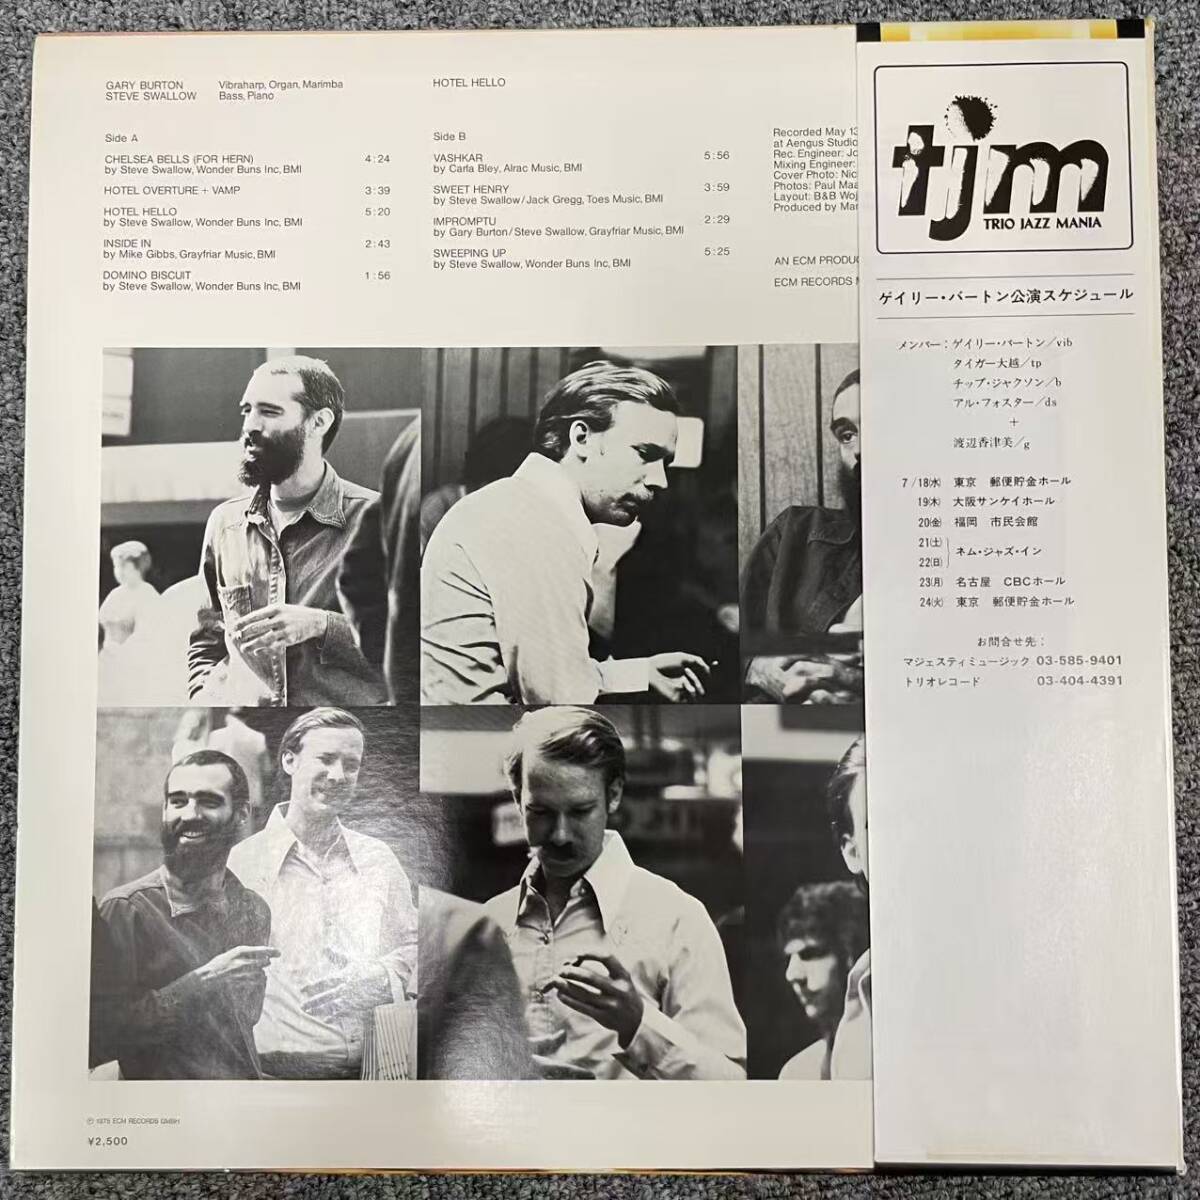 GARY BURTON Vibraharp, Organ, Marimba
STEVE SWALLOW Bass, Piano
HOTEL HELLO
Side A
CHELSEA BELLS (FOR HERN) 4:24
by Steve Swallow, Wonder Buns Inc, BMI
HOTEL OVERTURE + VAMP 3:39
HOTEL HELLO 5:20
by Steve Swallow, Wonder Buns Inc, BMI
INSIDE IN 2:43
by Mike Gibbs, Grayfriar Music, BMI
DOMINO BISCUIT 1:56
by Steve Swallow, Wonder Buns Inc, BMI
Side B
VASHKAR 5:56
by Carla Bley, Alrac Music, BMI
SWEET HENRY 3:59
by Steve Swallow/Jack Gregg, Toes Music, BMI
IMPROMPTU 2:29
by Gary Burton/Steve Swallow, Grayfriar Music, BMI
SWEEPING UP 5:25
by Steve Swallow, Wonder Buns Inc, BMI
Recorded May 13
at Aengus Studio
Rec. Engineer: Jo
Mixing Engineer:
Cover Photo: Nic
Photos: Paul Maa
Layout: B&B Woj
Produced by Man
AN ECM PRODUC
ECM RECORDS
tjm
TRIO JAZZ MANIA
ゲイリー・バートン公演スケジュール
メンバー：ゲイリー・バートン/vib
タイガー大越/tp
チップ・ジャクソン/b
アル・フォスター/ds
+
渡辺香津美/g
7/18㈬ 東京 郵便貯金ホール
19㈭ 大阪サンケイホール
20㈮ 福岡 市民会館
21㈯
22㈰ ネム・ジャズ・イン
23㈪ 名古屋 CBCホール
24㈫ 東京 郵便貯金ホール
お問合せ先：
マジェスティミュージック 03-585-9401
トリオレコード 03-404-4391
℗ 1975 ECM RECORDS GMBH
¥2,500